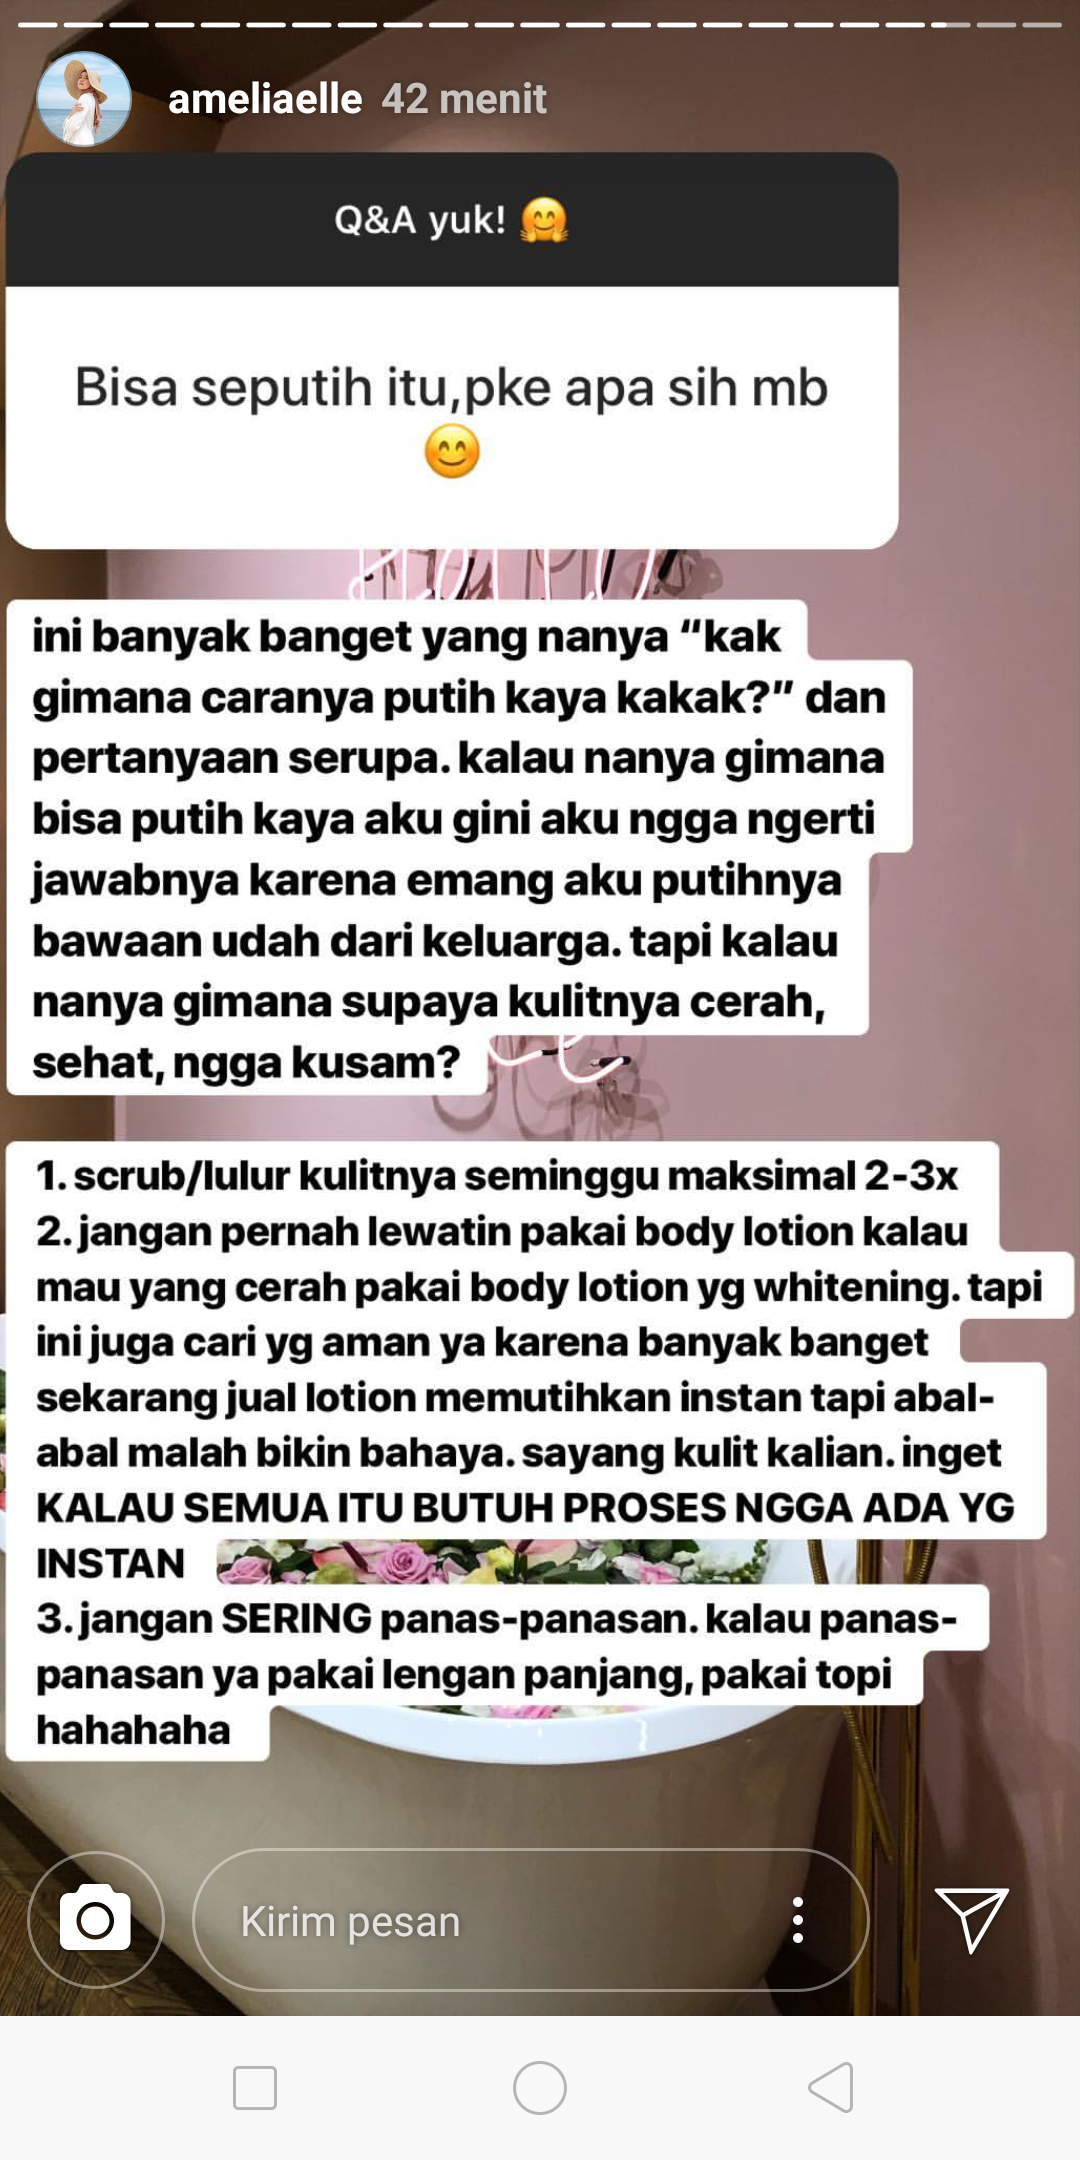 ameliaelle 42 menit
Q&A yuk! 🤗
Bisa seputih itu,pke apa sih mb
😊
ini banyak banget yang nanya “kak
gimana caranya putih kaya kakak?” dan
pertanyaan serupa. kalau nanya gimana
bisa putih kaya aku gini aku ngga ngerti
jawabnya karena emang aku putihnya
bawaan udah dari keluarga. tapi kalau
nanya gimana supaya kulitnya cerah,
sehat, ngga kusam?
1. scrub/lulur kulitnya seminggu maksimal 2-3x
2. jangan pernah lewatin pakai body lotion kalau
mau yang cerah pakai body lotion yg whitening. tapi
ini juga cari yg aman ya karena banyak banget
sekarang jual lotion memutihkan instan tapi abal-
abal malah bikin bahaya. sayang kulit kalian. inget
KALAU SEMUA ITU BUTUH PROSES NGGA ADA YG
INSTAN
3. jangan SERING panas-panasan. kalau panas-
panasan ya pakai lengan panjang, pakai topi
hahahaha
Kirim pesan